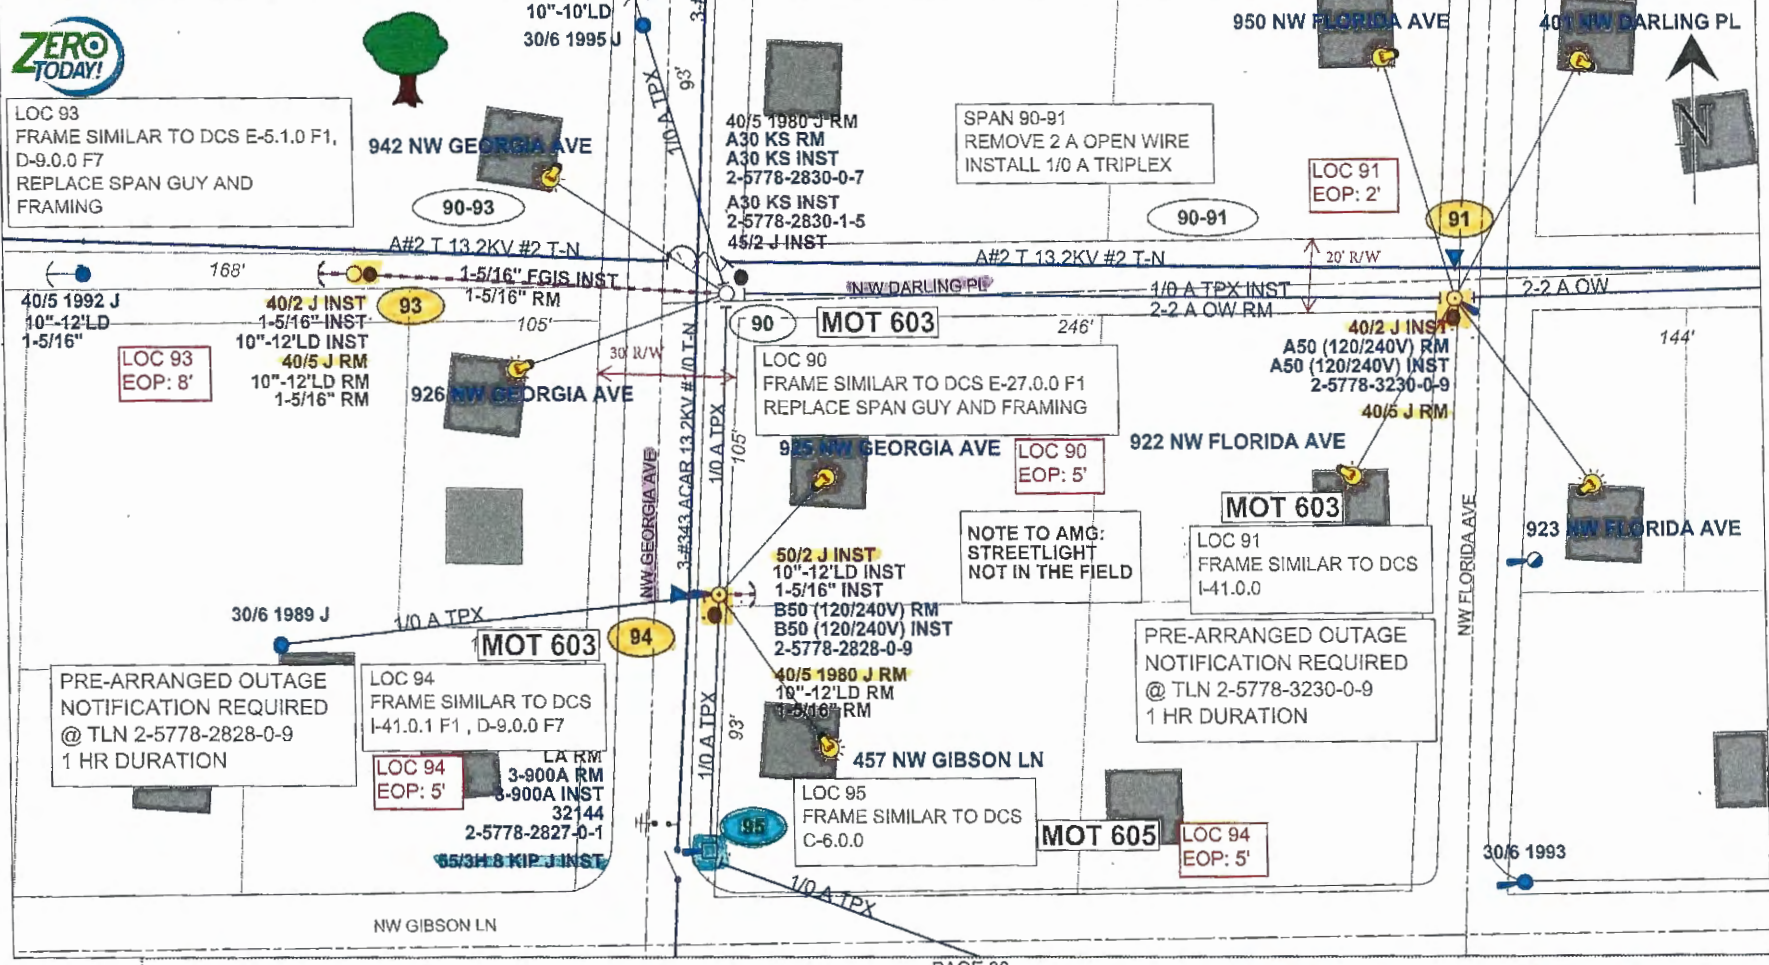 10"-10'LD
30/6 1995 J
ZERO
TODAY!
950 NW FLORIDA AVE
401 NW DARLING PL
N
LOC 93
FRAME SIMILAR TO DCS E-5.1.0 F1,
D-9.0.0 F7
REPLACE SPAN GUY AND
FRAMING
942 NW GEORGIA AVE
90-93
1/0 A TPX
93'
40/5 1980 J RM
A30 KS RM
A30 KS INST
2-5778-2830-0-7
A30 KS INST
2-5778-2830-1-5
45/2 J INST
SPAN 90-91
REMOVE 2 A OPEN WIRE
INSTALL 1/0 A TRIPLEX
LOC 91
EOP: 2'
90-91
91
A#2 T 13.2KV #2 T-N
A#2 T 13.2KV #2 T-N
20' R/W
168'
1-5/16" FGIS INST
1-5/16" RM
105'
NW DARLING PL
1/0 A TPX INST
2-2 A OW RM
246'
2-2 A OW
144'
40/5 1992 J
10"-12'LD
1-5/16"
40/2 J INST
1-5/16" INST
10"-12'LD INST
40/5 J RM
10"-12'LD RM
1-5/16" RM
93
LOC 93
EOP: 8'
90
MOT 603
30' R/W
LOC 90
FRAME SIMILAR TO DCS E-27.0.0 F1
REPLACE SPAN GUY AND FRAMING
40/2 J INST
A50 (120/240V) RM
A50 (120/240V) INST
2-5778-3230-0-9
40/5 J RM
926 NW GEORGIA AVE
3-#343 ACAR 13.2KV #1/0 T-N
1/0 A TPX
105'
925 NW GEORGIA AVE
LOC 90
EOP: 5'
922 NW FLORIDA AVE
NW GEORGIA AVE
MOT 603
NW FLORIDA AVE
923 NW FLORIDA AVE
NOTE TO AMG:
STREETLIGHT
NOT IN THE FIELD
LOC 91
FRAME SIMILAR TO DCS
I-41.0.0
50/2 J INST
10"-12'LD INST
1-5/16" INST
B50 (120/240V) RM
B50 (120/240V) INST
2-5778-2828-0-9
40/5 1980 J RM
10"-12'LD RM
1-5/16" RM
30/6 1989 J
1/0 A TPX
MOT 603
94
PRE-ARRANGED OUTAGE
NOTIFICATION REQUIRED
@ TLN 2-5778-3230-0-9
1 HR DURATION
PRE-ARRANGED OUTAGE
NOTIFICATION REQUIRED
@ TLN 2-5778-2828-0-9
1 HR DURATION
LOC 94
FRAME SIMILAR TO DCS
I-41.0.1 F1 , D-9.0.0 F7
1/0 A TPX
93'
LOC 94
EOP: 5'
LA RM
3-900A RM
3-900A INST
32144
2-5778-2827-0-1
55/3H 8 KIP J INST
457 NW GIBSON LN
LOC 95
FRAME SIMILAR TO DCS
C-6.0.0
95
MOT 605
LOC 94
EOP: 5'
30/6 1993
1/0 A TPX
NW GIBSON LN